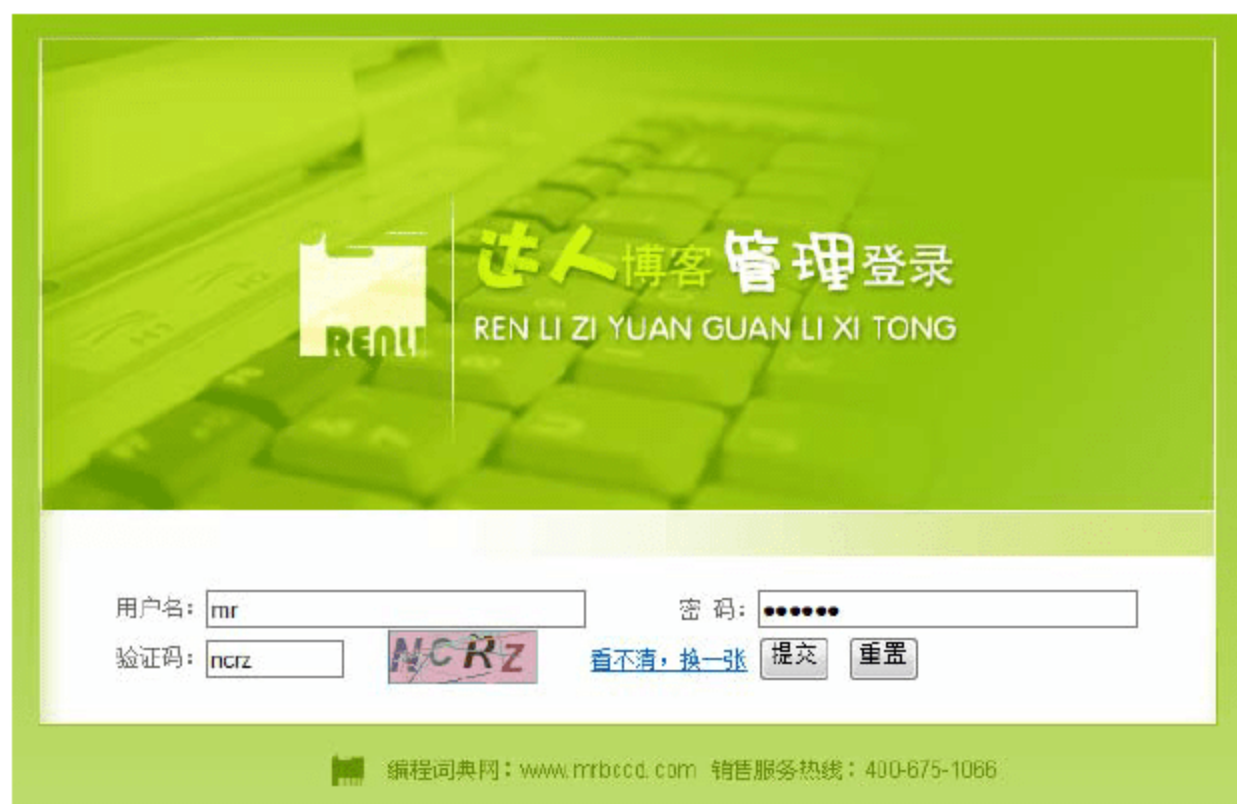 达人博客管理登录
RENLI
REN LI ZI YUAN GUAN LI XI TONG
用户名: mr 密 码: ••••••
验证码: ncrz NCRZ 看不清,换一张 提交 重置
编程词典网:www.mrbccd.com 销售服务热线:400-675-1066